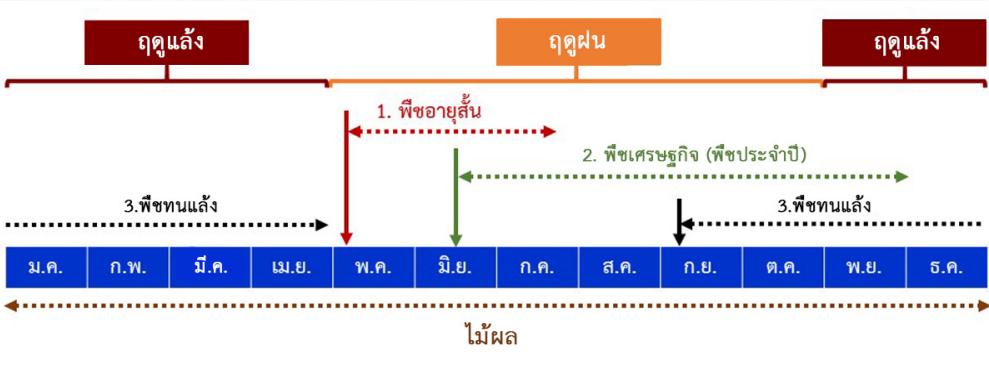 ฤดูแล้ง
ฤดูฝน
ฤดูแล้ง
1. พืชอายุสั้น
2. พืชเศรษฐกิจ (พืชประจำปี)
3.พืชทนแล้ง
3.พืชทนแล้ง
ม.ค. ก.พ. มี.ค. เม.ย. พ.ค. มิ.ย. ก.ค. ส.ค. ก.ย. ต.ค. พ.ย. ธ.ค.
ไม้ผล